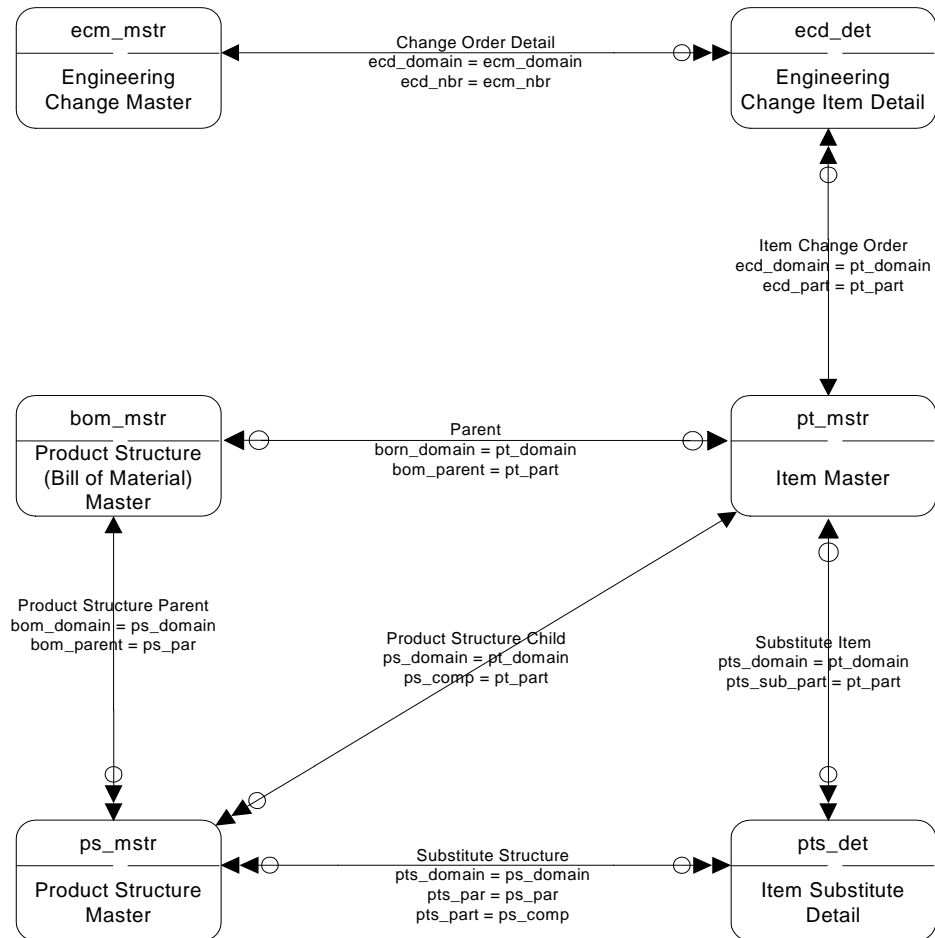 ecm_mstr
Engineering
Change Master
Change Order Detail
ecd_domain = ecm_domain
ecd_nbr = ecm_nbr
ecd_det
Engineering
Change Item Detail
Item Change Order
ecd_domain = pt_domain
ecd_part = pt_part
bom_mstr
Product Structure
(Bill of Material)
Master
Parent
born_domain = pt_domain
bom_parent = pt_part
pt_mstr
Item Master
Product Structure Parent
bom_domain = ps_domain
bom_parent = ps_par
Product Structure Child
ps_domain = pt_domain
ps_comp = pt_part
Substitute Item
pts_domain = pt_domain
pts_sub_part = pt_part
ps_mstr
Product Structure
Master
Substitute Structure
pts_domain = ps_domain
pts_par = ps_par
pts_part = ps_comp
pts_det
Item Substitute
Detail